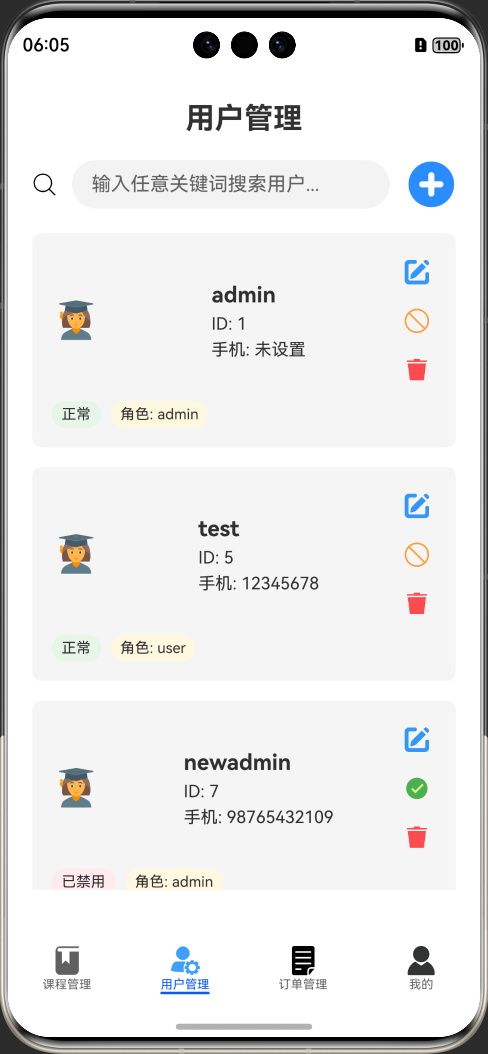 06:05
100
用户管理
输入任意关键词搜索用户...
admin
ID: 1
手机: 未设置
正常 角色: admin
test
ID: 5
手机: 12345678
正常 角色: user
newadmin
ID: 7
手机: 98765432109
已禁用 角色: admin
课程管理 用户管理 订单管理 我的